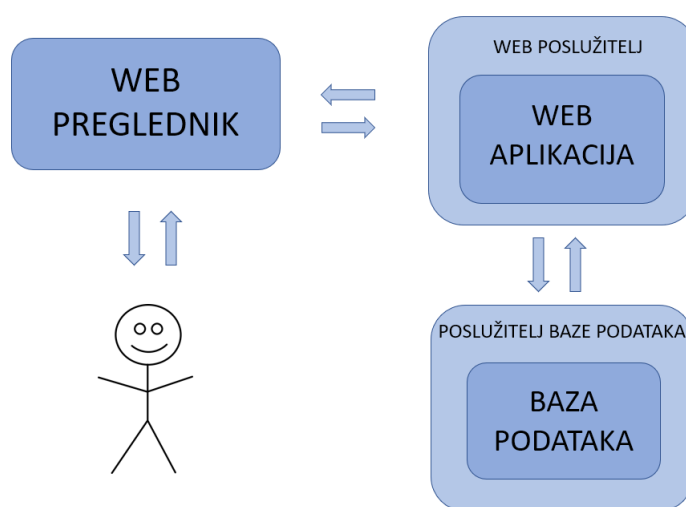 WEB
PREGLEDNIK
WEB POSLUŽITELJ
WEB
APLIKACIJA
POSLUŽITELJ BAZE PODATAKA
BAZA
PODATAKA